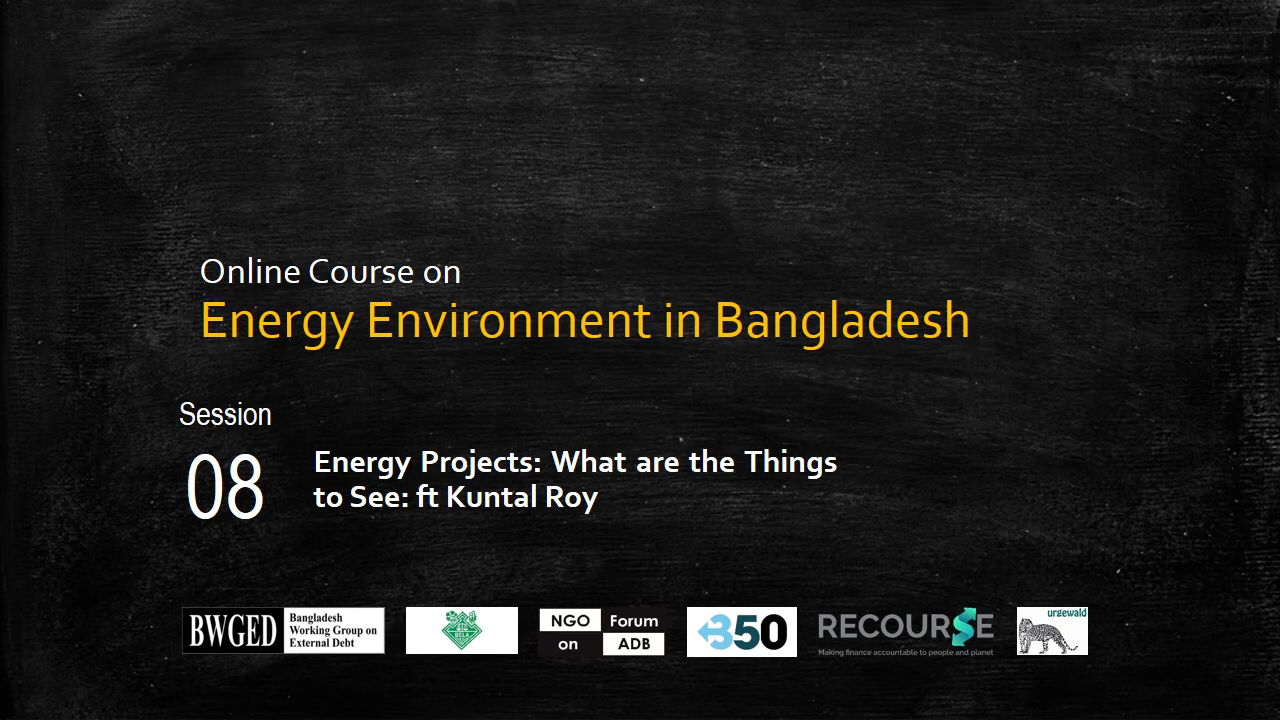 Online Course on
Energy Environment in Bangladesh
Session
08
Energy Projects: What are the Things
to See: ft Kuntal Roy
BWGED
Bangladesh
Working Group on
External Debt
BELA
NGO Forum
on ADB
350
RECOURSE
Making finance accountable to people and planet
urgewald